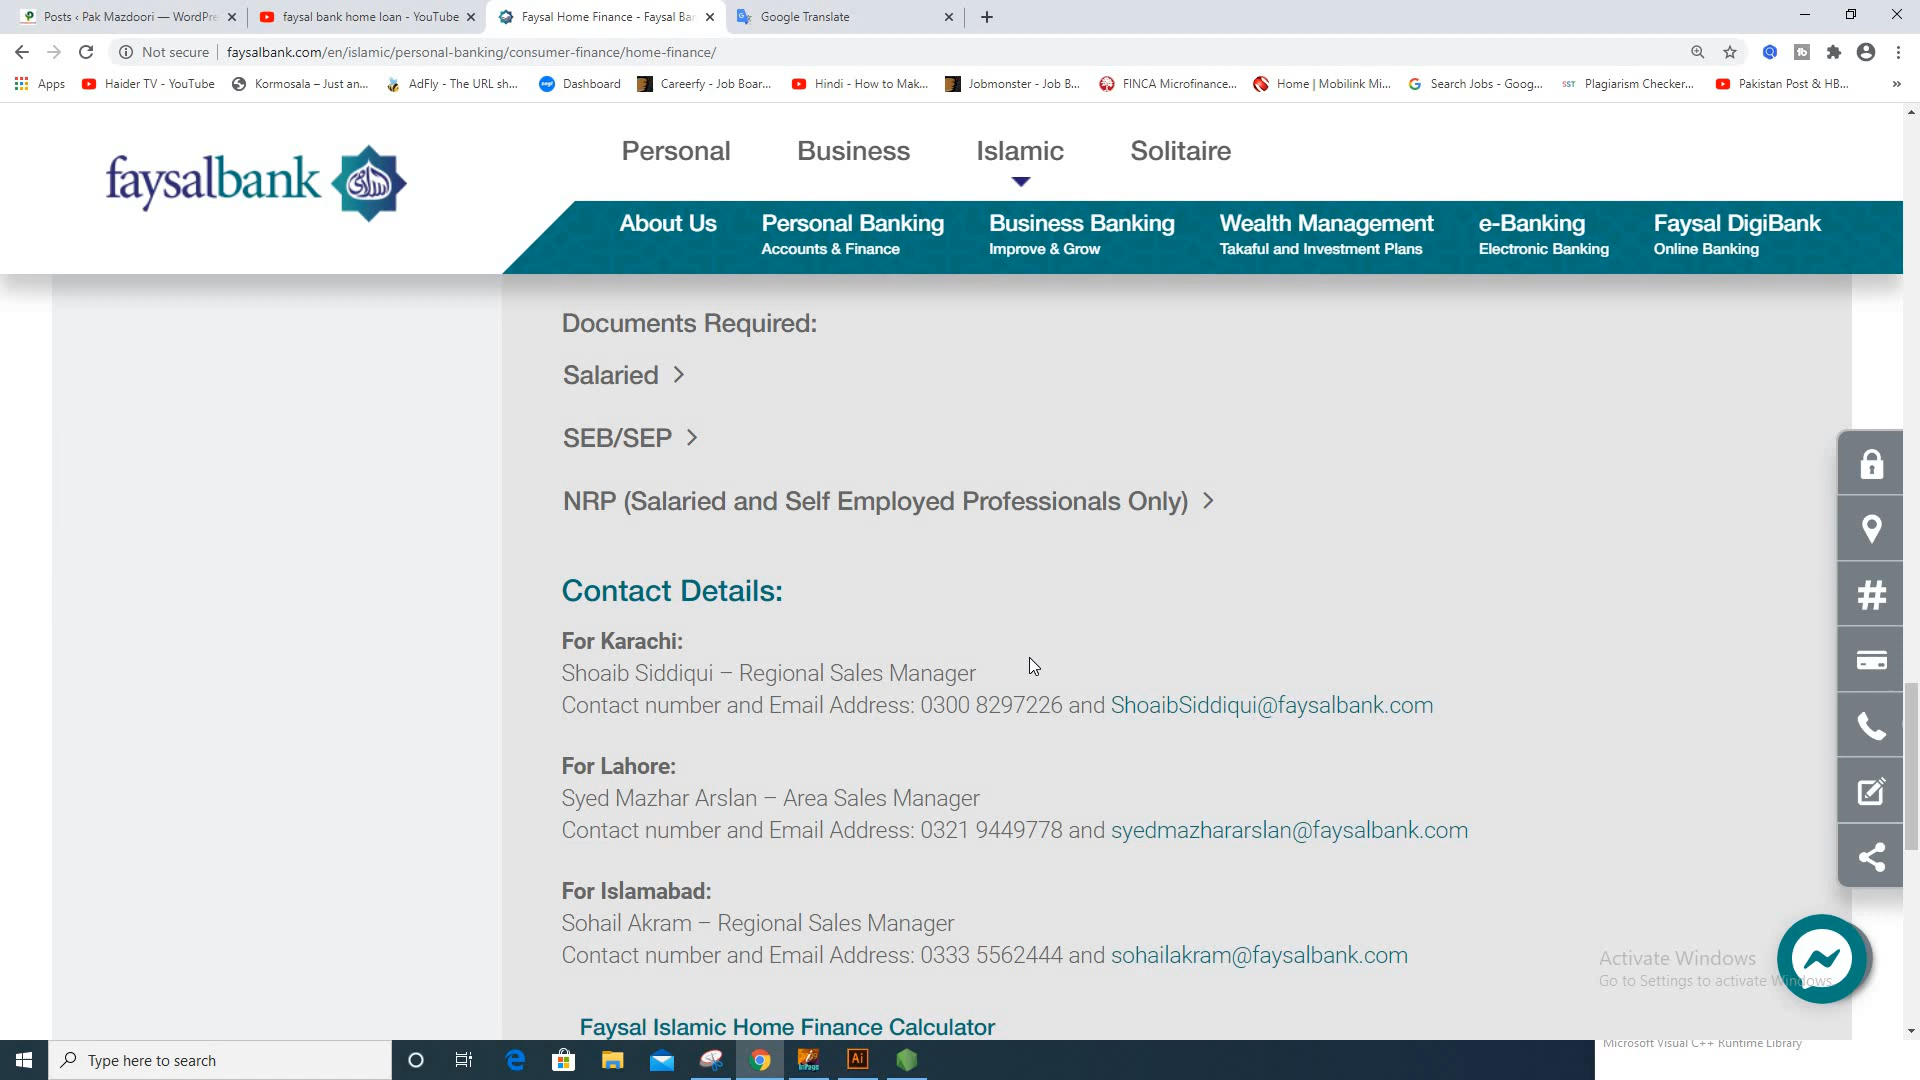 Posts ‹ Pak Mazdoori — WordPre
faysal bank home loan - YouTube
Faysal Home Finance - Faysal Ban
Google Translate
Not secure
faysalbank.com/en/islamic/personal-banking/consumer-finance/home-finance/
Apps
Haider TV - YouTube
Kormosala – Just an...
AdFly - The URL sh...
Dashboard
Careerfy - Job Boar...
Hindi - How to Mak...
Jobmonster - Job B...
FINCA Microfinance...
Home | Mobilink Mi...
Search Jobs - Goog...
SST
Plagiarism Checker...
Pakistan Post & HB...
»
faysalbank
Personal
Business
Islamic
Solitaire
About Us
Personal Banking
Accounts & Finance
Business Banking
Improve & Grow
Wealth Management
Takaful and Investment Plans
e-Banking
Electronic Banking
Faysal DigiBank
Online Banking
Documents Required:
Salaried
SEB/SEP
NRP (Salaried and Self Employed Professionals Only)
Contact Details:
For Karachi:
Shoaib Siddiqui – Regional Sales Manager
Contact number and Email Address: 0300 8297226 and ShoaibSiddiqui@faysalbank.com
For Lahore:
Syed Mazhar Arslan – Area Sales Manager
Contact number and Email Address: 0321 9449778 and syedmazhararslan@faysalbank.com
For Islamabad:
Sohail Akram – Regional Sales Manager
Contact number and Email Address: 0333 5562444 and sohailakram@faysalbank.com
Activate Windows
Go to Settings to activate Windows.
Faysal Islamic Home Finance Calculator
Type here to search
Ai
Microsoft Visual C++ Runtime Library